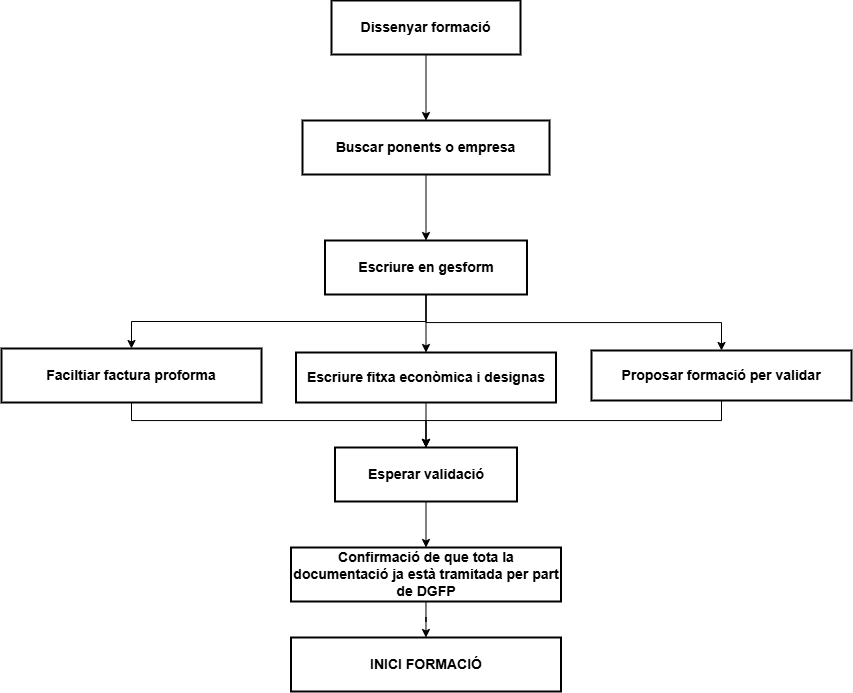 Dissenyar formació
Buscar ponents o empresa
Escriure en gesform
Faciltiar factura proforma
Escriure fitxa econòmica i designas
Proposar formació per validar
Esperar validació
Confirmació de que tota la
documentació ja està tramitada per part
de DGFP
INICI FORMACIÓ